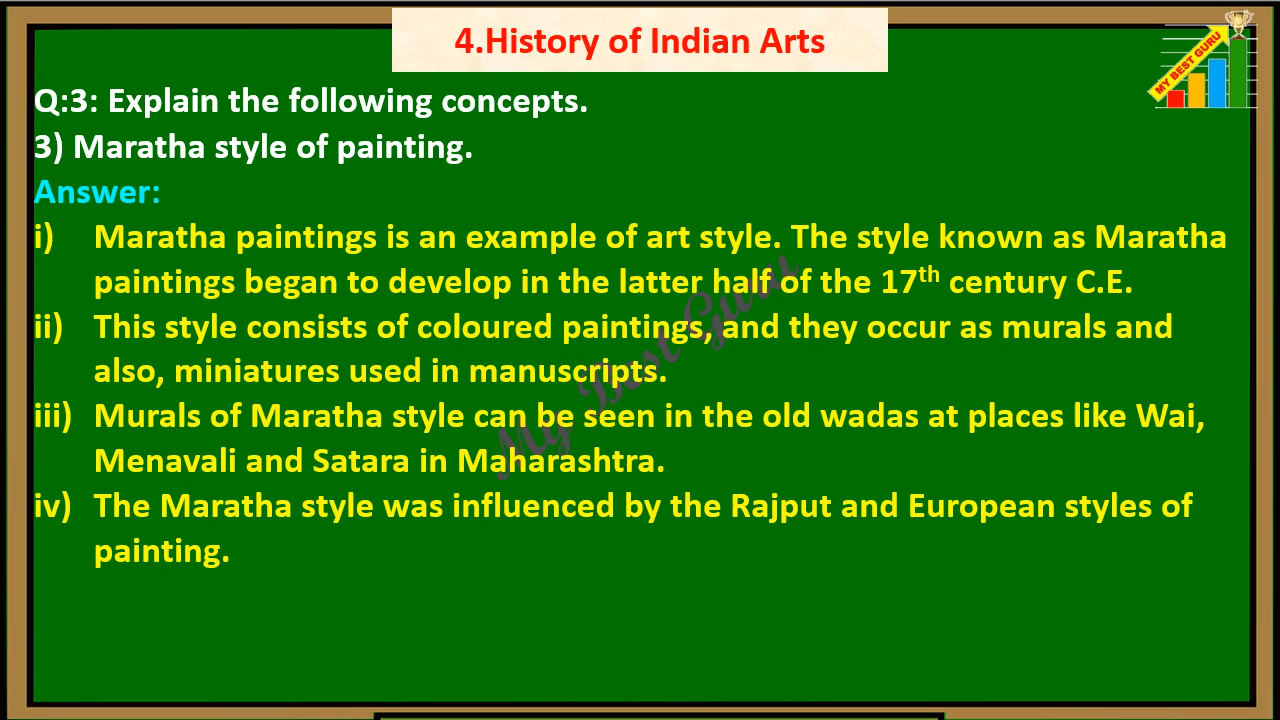 4.History of Indian Arts
MY BEST GURU
Q:3: Explain the following concepts.
3) Maratha style of painting.
Answer:
i) Maratha paintings is an example of art style. The style known as Maratha
paintings began to develop in the latter half of the 17th century C.E.
ii) This style consists of coloured paintings, and they occur as murals and
also, miniatures used in manuscripts.
iii) Murals of Maratha style can be seen in the old wadas at places like Wai,
Menavali and Satara in Maharashtra.
iv) The Maratha style was influenced by the Rajput and European styles of
painting.
My Best Guru